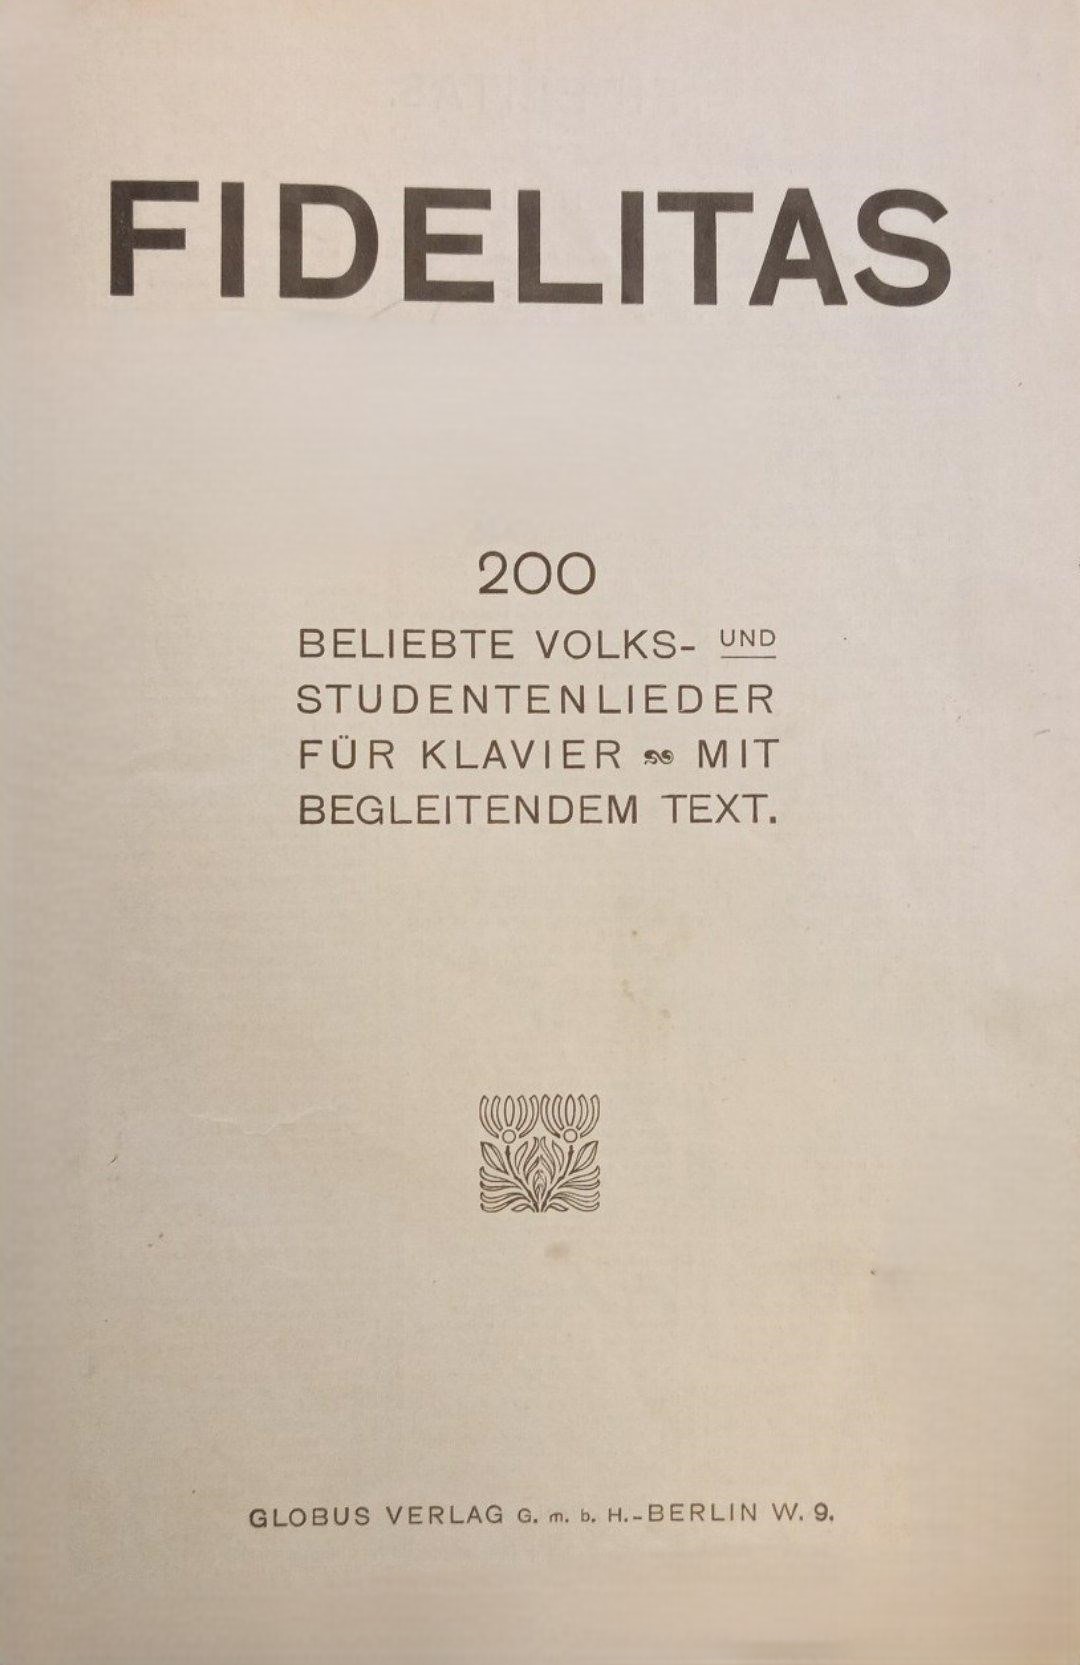 FIDELITAS
200
BELIEBTE VOLKS- UND
STUDENTENLIEDER
FÜR KLAVIER MIT
BEGLEITENDEM TEXT.
GLOBUS VERLAG G. m. b. H.-BERLIN W. 9.